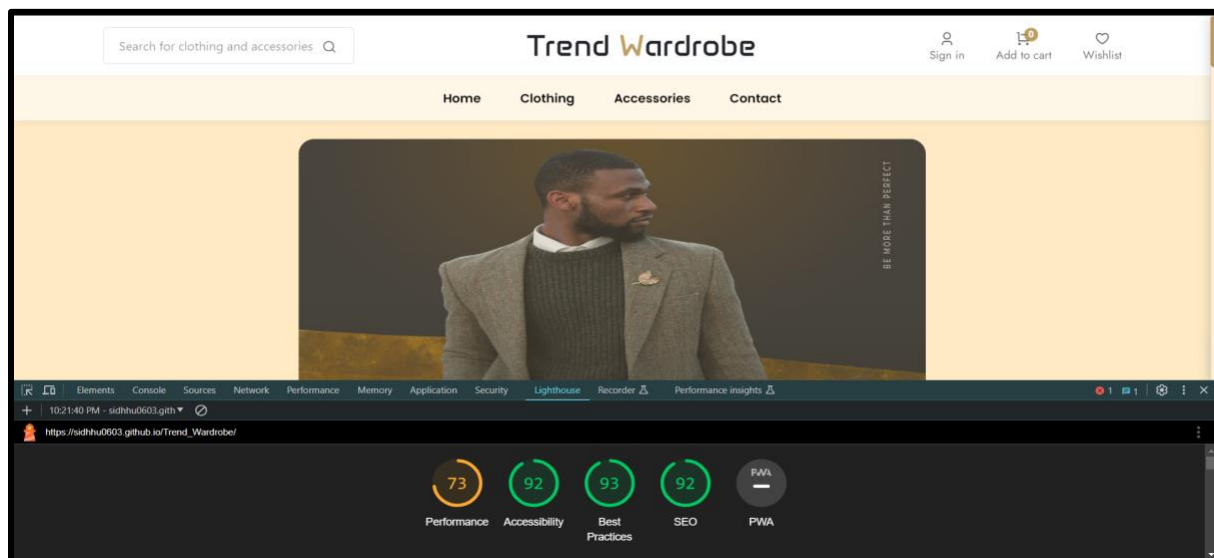 Search for clothing and accessories
Trend Wardrobe
0
Sign in
Add to cart
Wishlist
Home Clothing Accessories Contact
BE MORE THAN PERFECT
Elements Console Sources Network Performance Memory Application Security Lighthouse Recorder Performance insights
1 1
10:21:40 PM - sidhhu0603.gith
https://sidhhu0603.github.io/Trend_Wardrobe/
73 92 93 92 PWA
Performance Accessibility Best SEO PWA
Practices